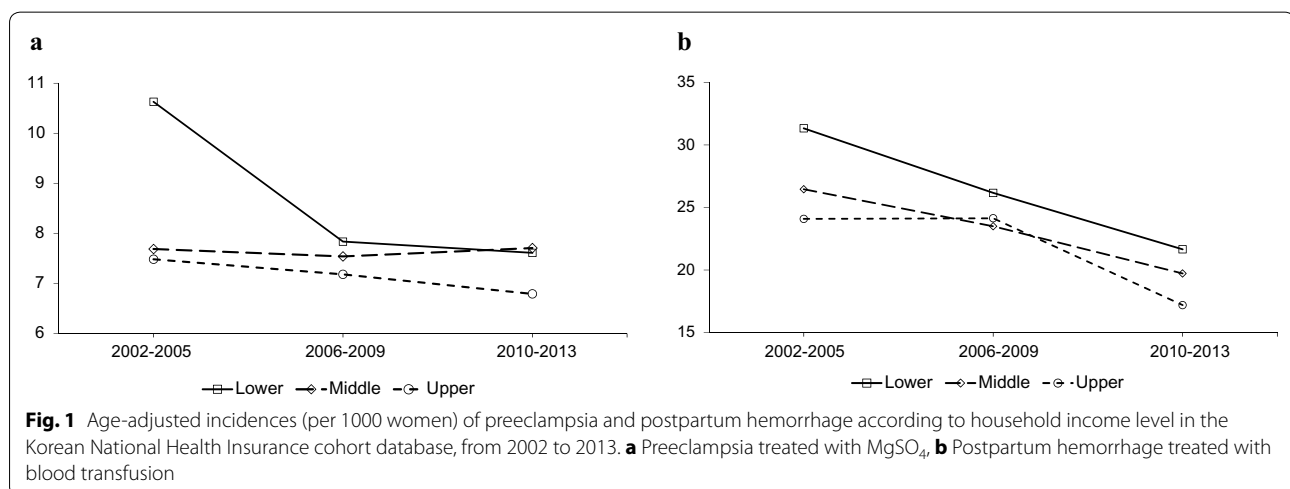 a
11
10
9
8
7
6
2002-2005 2006-2009 2010-2013
Lower Middle Upper
b
35
30
25
20
15
2002-2005 2006-2009 2010-2013
Lower Middle Upper
Fig. 1 Age-adjusted incidences (per 1000 women) of preeclampsia and postpartum hemorrhage according to household income level in the
Korean National Health Insurance cohort database, from 2002 to 2013. a Preeclampsia treated with MgSO₄, b Postpartum hemorrhage treated with
blood transfusion